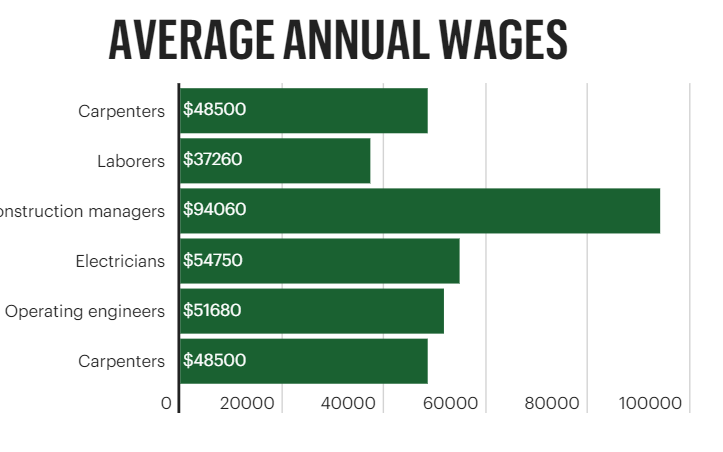 AVERAGE ANNUAL WAGES
Carpenters $48500
Laborers $37260
onstruction managers $94060
Electricians $54750
Operating engineers $51680
Carpenters $48500
0 20000 40000 60000 80000 100000